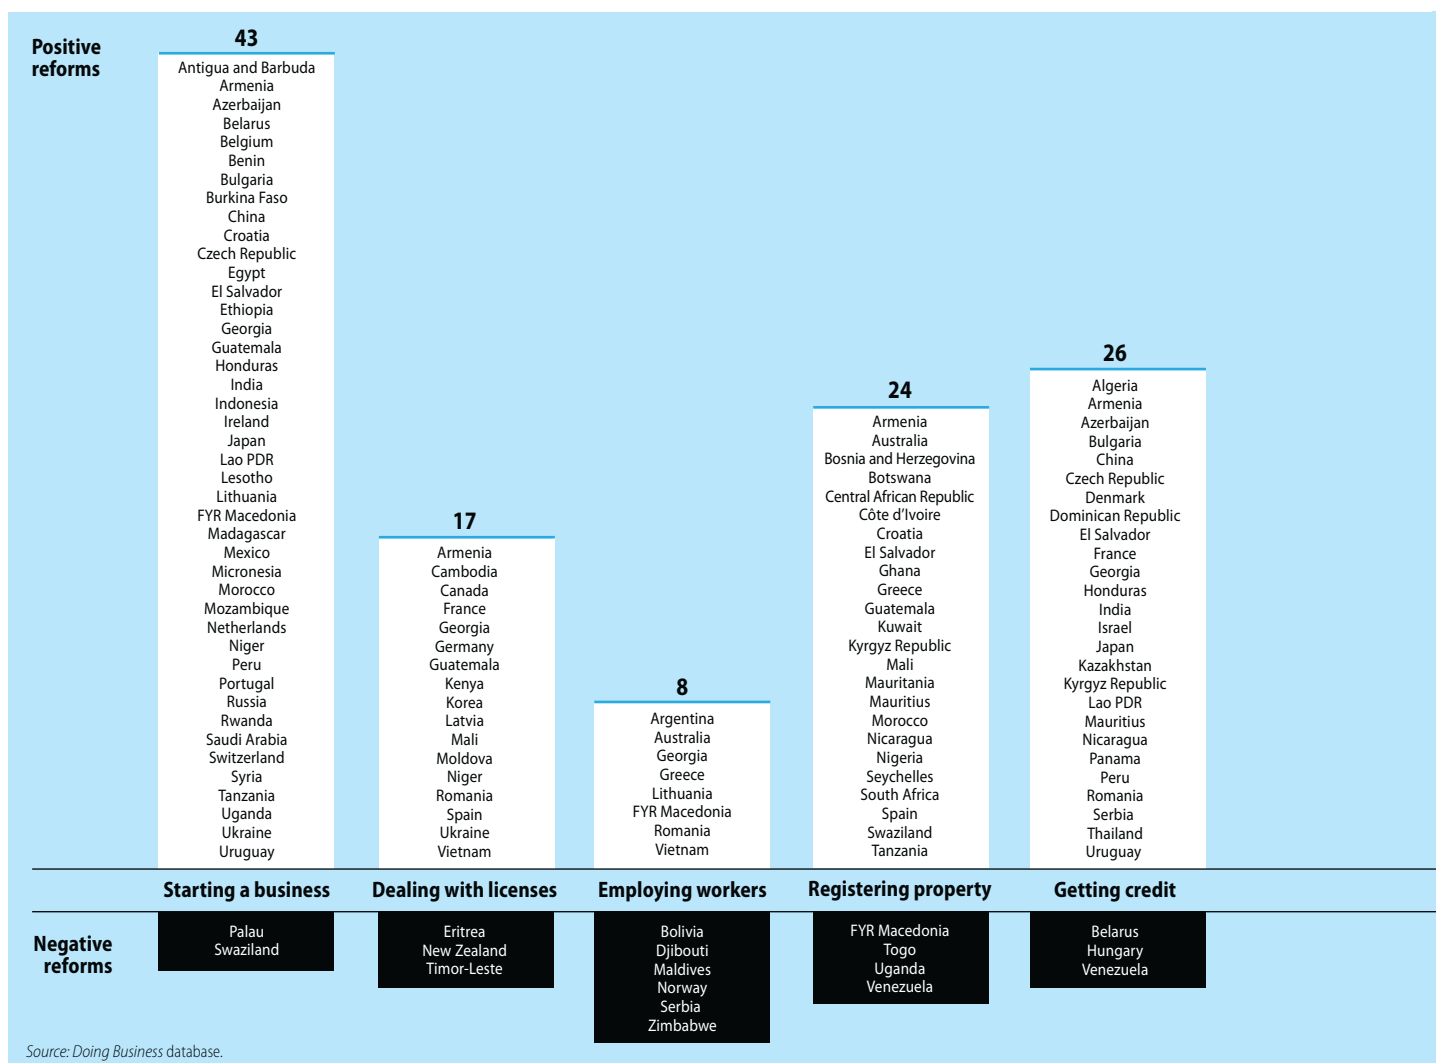 Positive
reforms
43
Antigua and Barbuda
Armenia
Azerbaijan
Belarus
Belgium
Benin
Bulgaria
Burkina Faso
China
Croatia
Czech Republic
Egypt
El Salvador
Ethiopia
Georgia
Guatemala
Honduras
India
Indonesia
Ireland
Japan
Lao PDR
Lesotho
Lithuania
FYR Macedonia
Madagascar
Mexico
Micronesia
Morocco
Mozambique
Netherlands
Niger
Peru
Portugal
Russia
Rwanda
Saudi Arabia
Switzerland
Syria
Tanzania
Uganda
Ukraine
Uruguay
17
Armenia
Cambodia
Canada
France
Georgia
Germany
Guatemala
Kenya
Korea
Latvia
Mali
Moldova
Niger
Romania
Spain
Ukraine
Vietnam
8
Argentina
Australia
Georgia
Greece
Lithuania
FYR Macedonia
Romania
Vietnam
24
Armenia
Australia
Bosnia and Herzegovina
Botswana
Central African Republic
Côte d’Ivoire
Croatia
El Salvador
Ghana
Greece
Guatemala
Kuwait
Kyrgyz Republic
Mali
Mauritania
Mauritius
Morocco
Nicaragua
Nigeria
Seychelles
South Africa
Spain
Swaziland
Tanzania
26
Algeria
Armenia
Azerbaijan
Bulgaria
China
Czech Republic
Denmark
Dominican Republic
El Salvador
France
Georgia
Honduras
India
Israel
Japan
Kazakhstan
Kyrgyz Republic
Lao PDR
Mauritius
Nicaragua
Panama
Peru
Romania
Serbia
Thailand
Uruguay
Starting a business
Dealing with licenses
Employing workers
Registering property
Getting credit
Negative
reforms
Palau
Swaziland
Eritrea
New Zealand
Timor-Leste
Bolivia
Djibouti
Maldives
Norway
Serbia
Zimbabwe
FYR Macedonia
Togo
Uganda
Venezuela
Belarus
Hungary
Venezuela
Source: Doing Business database.